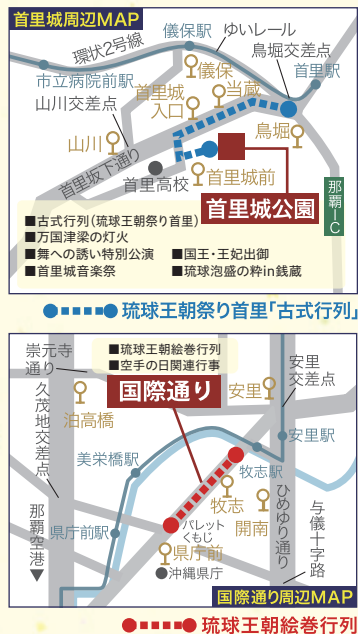 首里城周辺MAP
儀保駅
ゆいレール
環状2号線
鳥堀交差点
儀保
首里駅
市立病院前駅
当蔵
山川交差点
首里城
入口
山川
鳥堀
首里坂下通り
首里高校
首里城前
首里城公園
那覇IC
■古式行列(琉球王朝祭り首里)
■万国津梁の灯火
■舞への誘い特別公演
■国王・王妃出御
■首里城音楽祭
■琉球泡盛の粋in銭蔵
琉球王朝祭り首里「古式行列」
崇元寺
通り
■琉球王朝絵巻行列
■空手の日関連行事
安里
交差点
国際通り
安里
久茂地交差点
泊高橋
安里駅
美栄橋駅
牧志駅
牧志
ひめゆり通り
那覇空港▼
県庁前駅
パレット
くもじ
開南
与儀十字路
県庁前
沖縄県庁
国際通り周辺MAP
琉球王朝絵巻行列